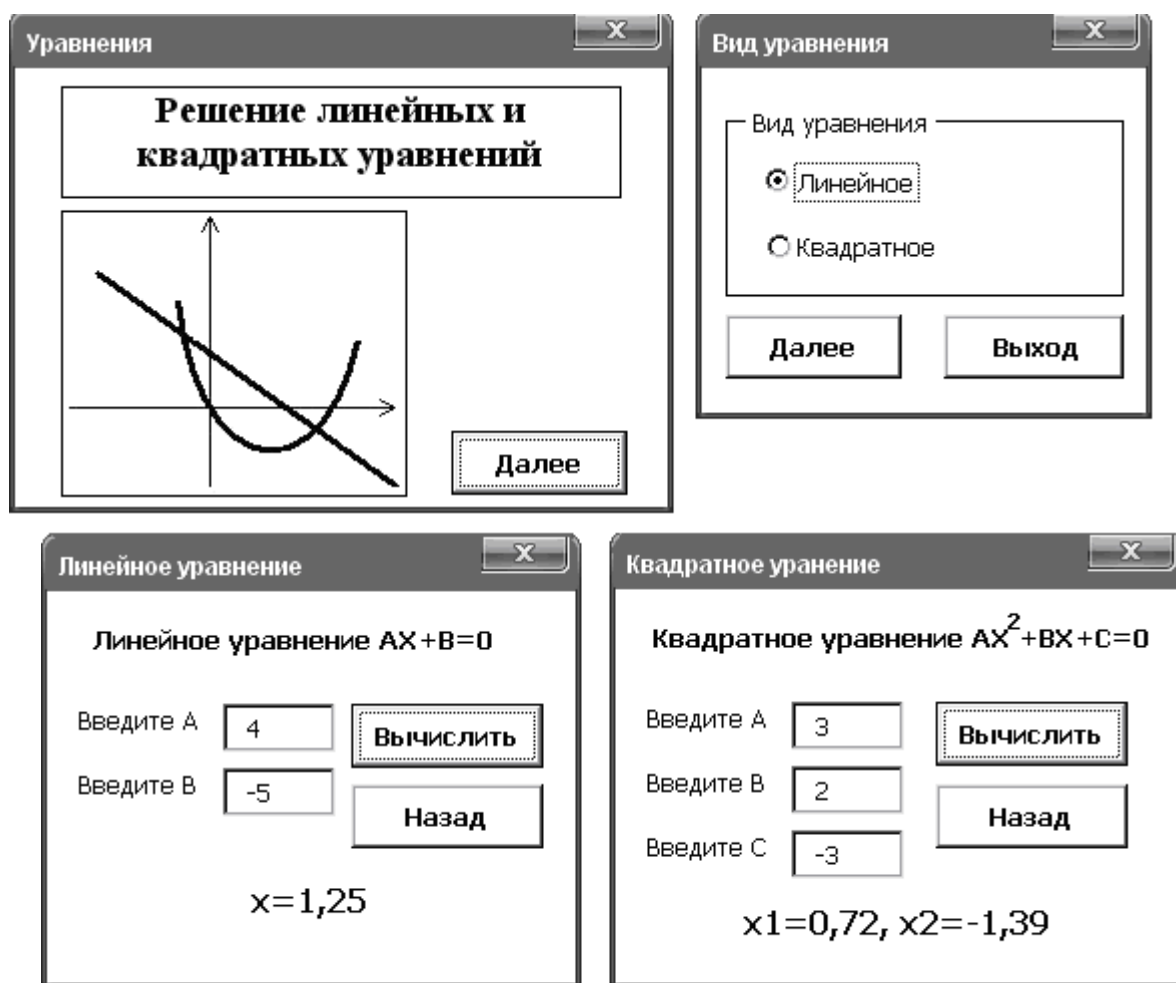 Уравнения
Решение линейных и
квадратных уравнений
Далее
Вид уравнения
Вид уравнения
Линейное
Квадратное
Далее
Выход
Линейное уравнение
Линейное уравнение AX+B=0
Введите A
4
Вычислить
Введите B
-5
Назад
x=1,25
Квадратное уранение
Квадратное уравнение AX²+BX+C=0
Введите A
3
Вычислить
Введите B
2
Назад
Введите C
-3
x1=0,72, x2=-1,39